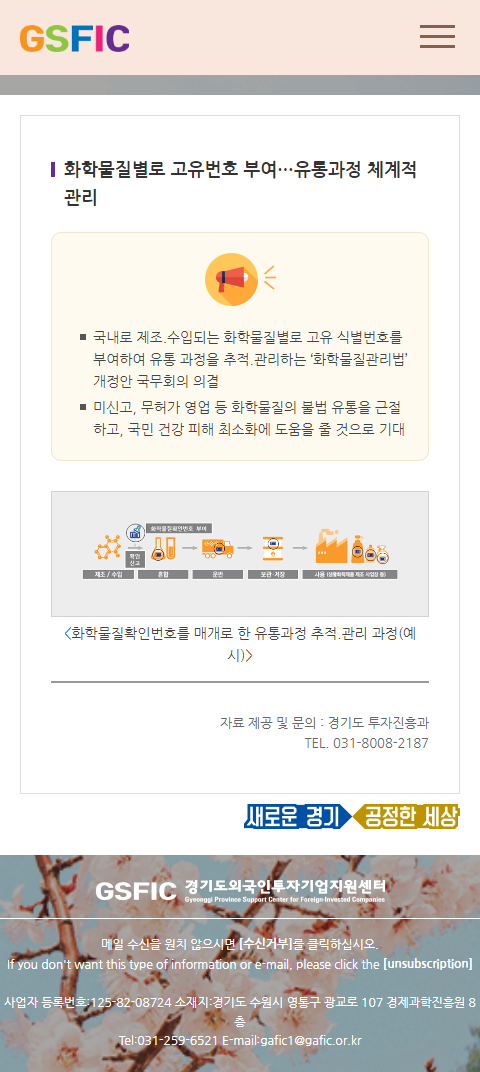 GSFIC
화학물질별로 고유번호 부여…유통과정 체계적
관리
국내로 제조.수입되는 화학물질별로 고유 식별번호를
부여하여 유통 과정을 추적.관리하는 ‘화학물질관리법’
개정안 국무회의 의결
미신고, 무허가 영업 등 화학물질의 불법 유통을 근절
하고, 국민 건강 피해 최소화에 도움을 줄 것으로 기대
화학물질확인번호 부여
확인
신고
제조 / 수입 혼합 운반 보관·저장 사용 (생활화학제품 제조 사업장 등)
<화학물질확인번호를 매개로 한 유통과정 추적.관리 과정(예
시)>
자료 제공 및 문의 : 경기도 투자진흥과
TEL. 031-8008-2187
새로운 경기 공정한 세상
GSFIC 경기도외국인투자기업지원센터
Gyeonggi Province Support Center for Foreign-Invested Companies
메일 수신을 원치 않으시면 [수신거부]를 클릭하십시오.
If you don't want this type of information or e-mail, please click the [unsubscription]
사업자 등록번호:125-82-08724 소재지:경기도 수원시 영통구 광교로 107 경제과학진흥원 8
층
Tel:031-259-6521 E-mail:gafic1@gafic.or.kr